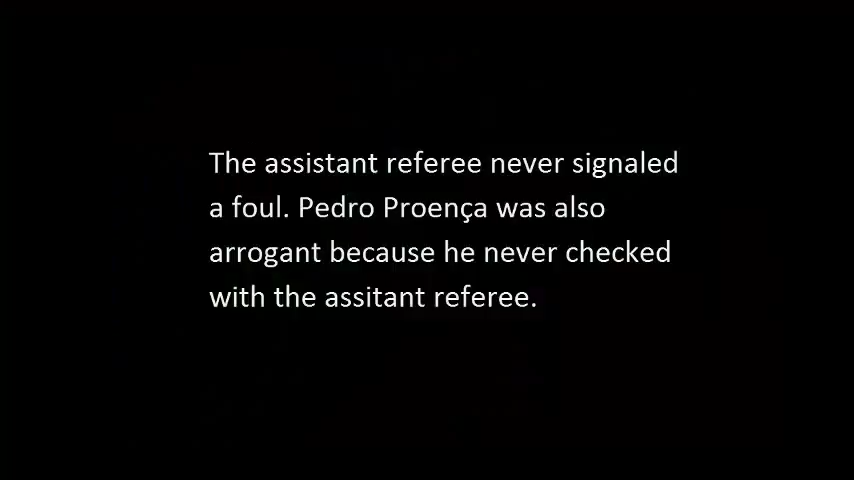 The assistant referee never signaled
a foul. Pedro Proença was also
arrogant because he never checked
with the assitant referee.